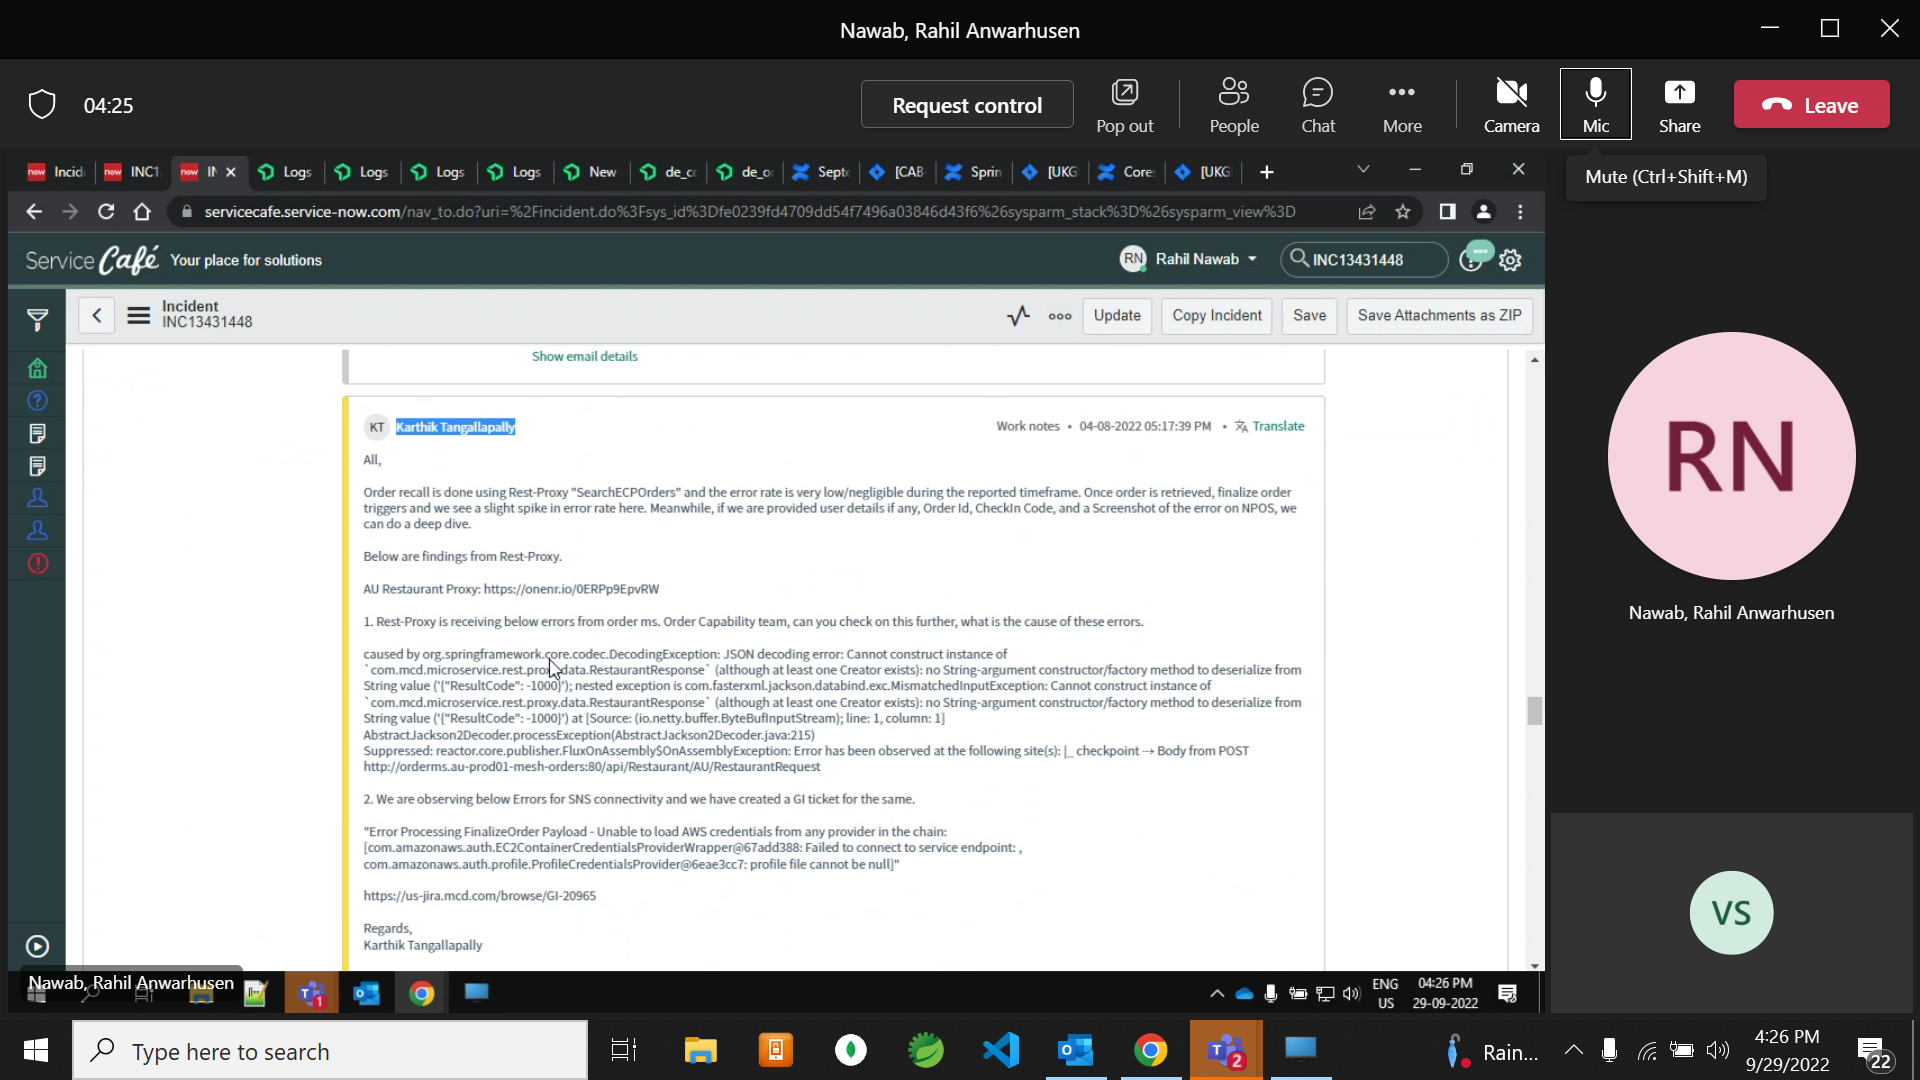 Nawab, Rahil Anwarhusen
04:25
Request control
Pop out
People
Chat
More
Camera
Mic
Share
Leave
Mute (Ctrl+Shift+M)
now Incid
now INC1
now IN
Logs
Logs
Logs
Logs
New
de_co
de_or
Septe
[CAB
Sprin
[UKG
Core
[UKG
servicecafe.service-now.com/nav_to.do?uri=%2Fincident.do%3Fsys_id%3Dfe0239fd4709dd54f7496a03846d43f6%26sysparm_stack%3D%26sysparm_view%3D
Service Café Your place for solutions
RN Rahil Nawab
INC13431448
Incident
INC13431448
Update
Copy Incident
Save
Save Attachments as ZIP
Show email details
KT Karthik Tangallapally
Work notes • 04-08-2022 05:17:39 PM • Translate
All,
Order recall is done using Rest-Proxy "SearchECPOrders" and the error rate is very low/negligible during the reported timeframe. Once order is retrieved, finalize order
triggers and we see a slight spike in error rate here. Meanwhile, if we are provided user details if any, Order Id, CheckIn Code, and a Screenshot of the error on NPOS, we
can do a deep dive.
Below are findings from Rest-Proxy.
AU Restaurant Proxy: https://onenr.io/0ERPp9EpvRW
1. Rest-Proxy is receiving below errors from order ms. Order Capability team, can you check on this further, what is the cause of these errors.
caused by org.springframework.core.codec.DecodingException: JSON decoding error: Cannot construct instance of
`com.mcd.microservice.rest.proxy.data.RestaurantResponse` (although at least one Creator exists): no String-argument constructor/factory method to deserialize from
String value ('{"ResultCode": -1000}'); nested exception is com.fasterxml.jackson.databind.exc.MismatchedInputException: Cannot construct instance of
`com.mcd.microservice.rest.proxy.data.RestaurantResponse` (although at least one Creator exists): no String-argument constructor/factory method to deserialize from
String value ('{"ResultCode": -1000}') at [Source: (io.netty.buffer.ByteBufInputStream); line: 1, column: 1]
AbstractJackson2Decoder.processException(AbstractJackson2Decoder.java:215)
Suppressed: reactor.core.publisher.FluxOnAssembly$OnAssemblyException: Error has been observed at the following site(s): |_ checkpoint ⇢ Body from POST
http://orderms.au-prod01-mesh-orders:80/api/Restaurant/AU/RestaurantRequest
2. We are observing below Errors for SNS connectivity and we have created a GI ticket for the same.
"Error Processing FinalizeOrder Payload - Unable to load AWS credentials from any provider in the chain:
[com.amazonaws.auth.EC2ContainerCredentialsProviderWrapper@67add388: Failed to connect to service endpoint: ,
com.amazonaws.auth.profile.ProfileCredentialsProvider@6eae3cc7: profile file cannot be null]"
https://us-jira.mcd.com/browse/GI-20965
Regards,
Karthik Tangallapally
RN
Nawab, Rahil Anwarhusen
VS
Nawab, Rahil Anwarhusen
1
ENG
US
04:26 PM
29-09-2022
Type here to search
2
Rain...
4:26 PM
9/29/2022
22